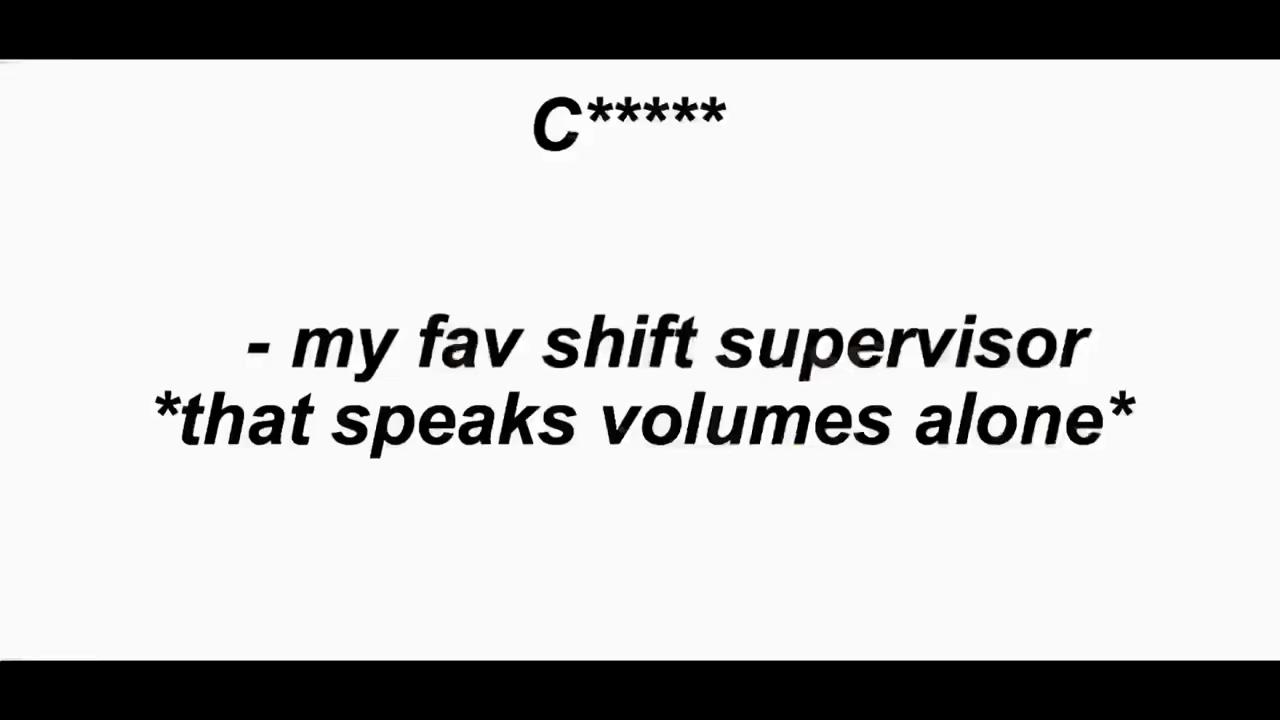 C*****
- my fav shift supervisor
*that speaks volumes alone*